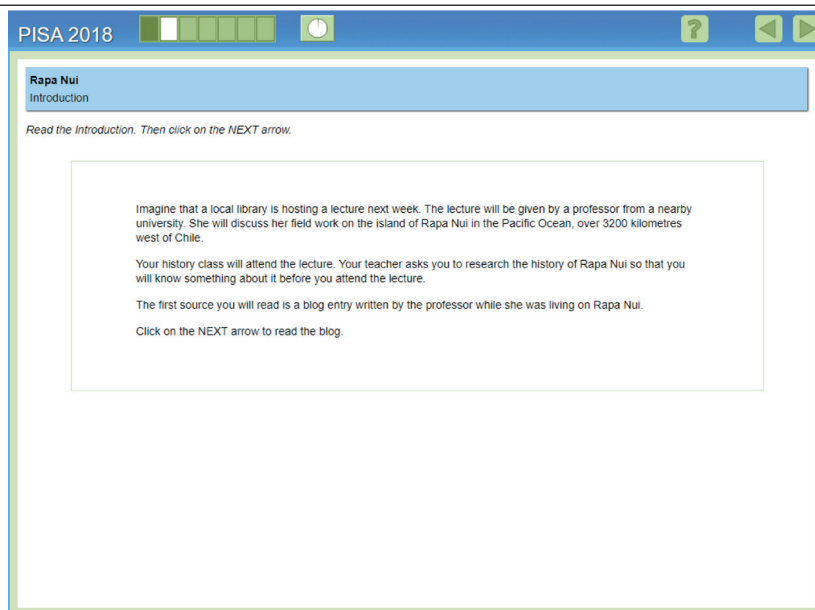 PISA 2018
?
Rapa Nui
Introduction
Read the Introduction. Then click on the NEXT arrow.
Imagine that a local library is hosting a lecture next week. The lecture will be given by a professor from a nearby
university. She will discuss her field work on the island of Rapa Nui in the Pacific Ocean, over 3200 kilometres
west of Chile.
Your history class will attend the lecture. Your teacher asks you to research the history of Rapa Nui so that you
will know something about it before you attend the lecture.
The first source you will read is a blog entry written by the professor while she was living on Rapa Nui.
Click on the NEXT arrow to read the blog.